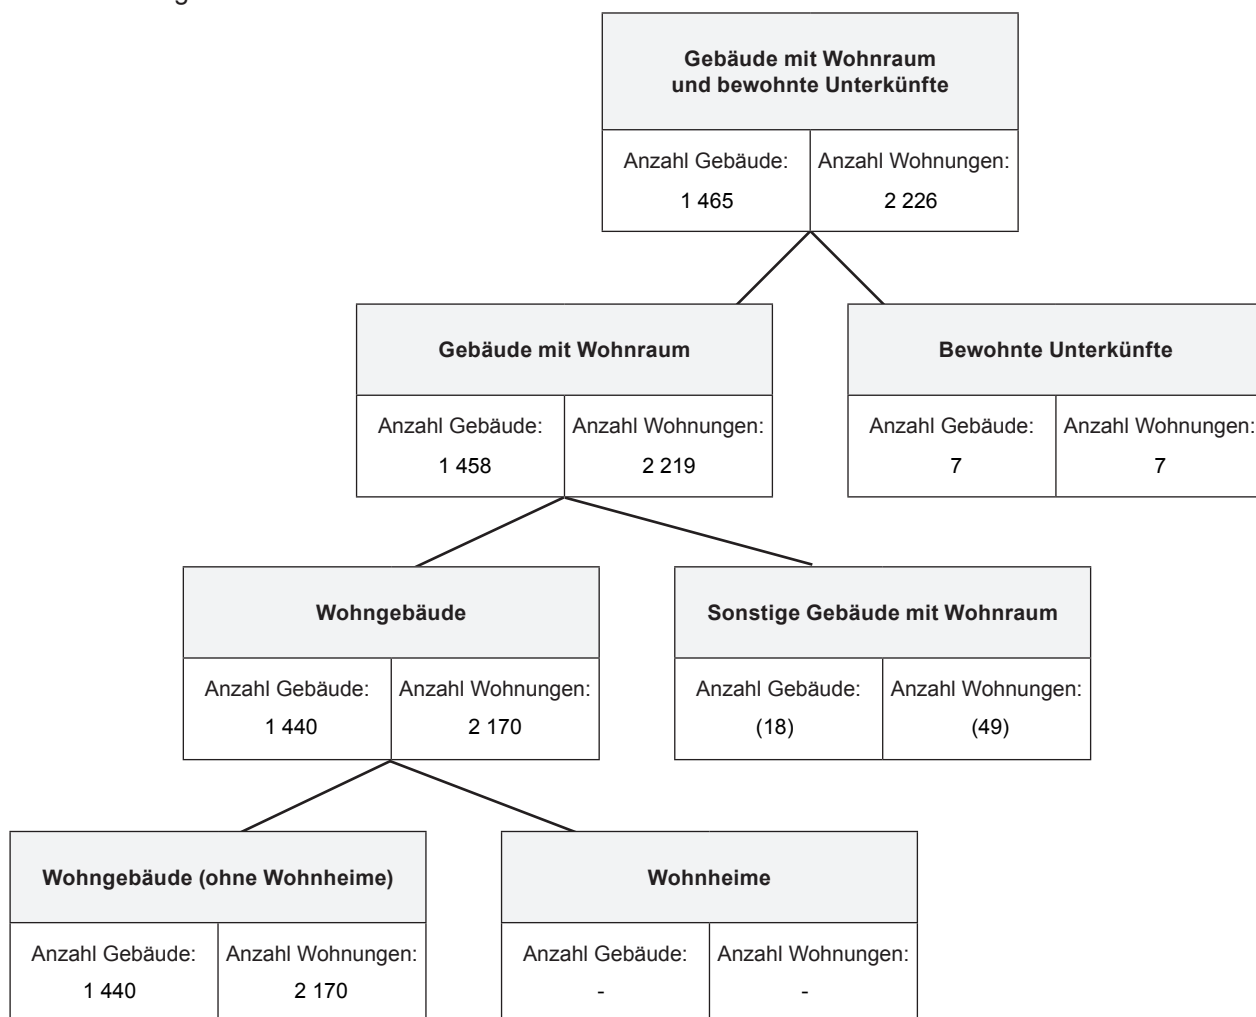 Gebäude mit Wohnraum
und bewohnte Unterkünfte
Anzahl Gebäude: Anzahl Wohnungen:
1 465 2 226
Gebäude mit Wohnraum Bewohnte Unterkünfte
Anzahl Gebäude: Anzahl Wohnungen: Anzahl Gebäude: Anzahl Wohnungen:
1 458 2 219 7 7
Wohngebäude Sonstige Gebäude mit Wohnraum
Anzahl Gebäude: Anzahl Wohnungen: Anzahl Gebäude: Anzahl Wohnungen:
1 440 2 170 (18) (49)
Wohngebäude (ohne Wohnheime) Wohnheime
Anzahl Gebäude: Anzahl Wohnungen: Anzahl Gebäude: Anzahl Wohnungen:
1 440 2 170 - -